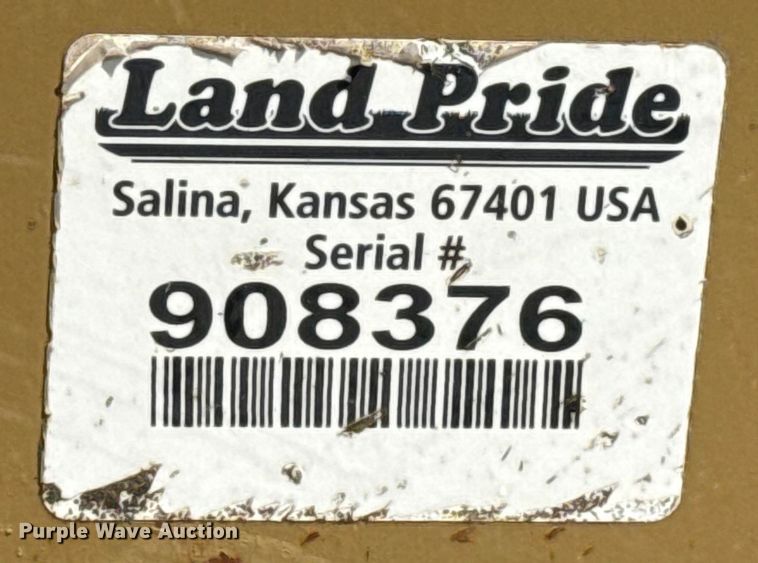 Land Pride
Salina, Kansas 67401 USA
Serial #
908376
Purple Wave Auction